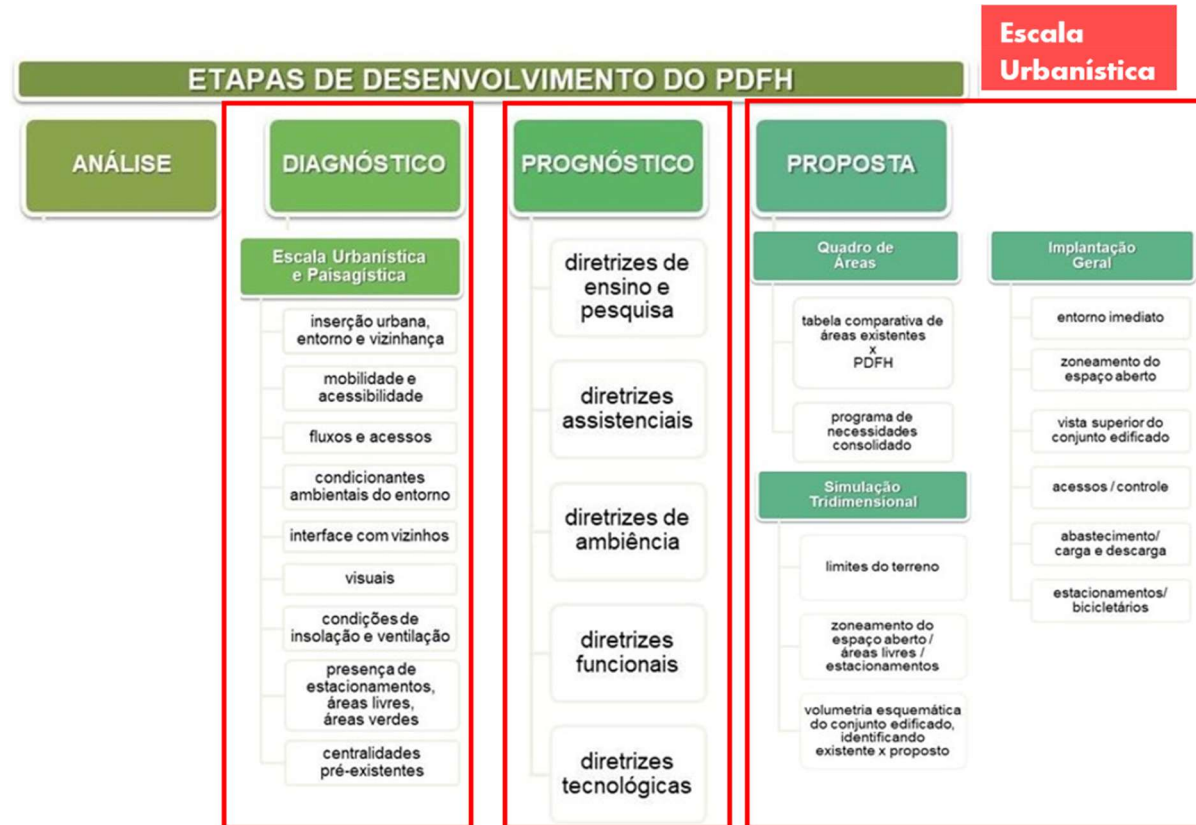 Escala
Urbanística
ETAPAS DE DESENVOLVIMENTO DO PDFH
ANÁLISE
DIAGNÓSTICO
Escala Urbanística
e Paisagística
inserção urbana,
entorno e vizinhança
mobilidade e
acessibilidade
fluxos e acessos
condicionantes
ambientais do entorno
interface com vizinhos
visuais
condições de
insolação e ventilação
presença de
estacionamentos,
áreas livres,
áreas verdes
centralidades
pré-existentes
PROGNÓSTICO
diretrizes de
ensino e
pesquisa
diretrizes
assistenciais
diretrizes de
ambiência
diretrizes
funcionais
diretrizes
tecnológicas
PROPOSTA
Quadro de
Áreas
tabela comparativa de
áreas existentes
x
PDFH
programa de
necessidades
consolidado
Simulação
Tridimensional
limites do terreno
zoneamento do
espaço aberto /
áreas livres /
estacionamentos
volumetria esquemática
do conjunto edificado,
identificando
existente x proposto
Implantação
Geral
entorno imediato
zoneamento do
espaço aberto
vista superior do
conjunto edificado
acessos / controle
abastecimento/
carga e descarga
estacionamentos/
bicicletários